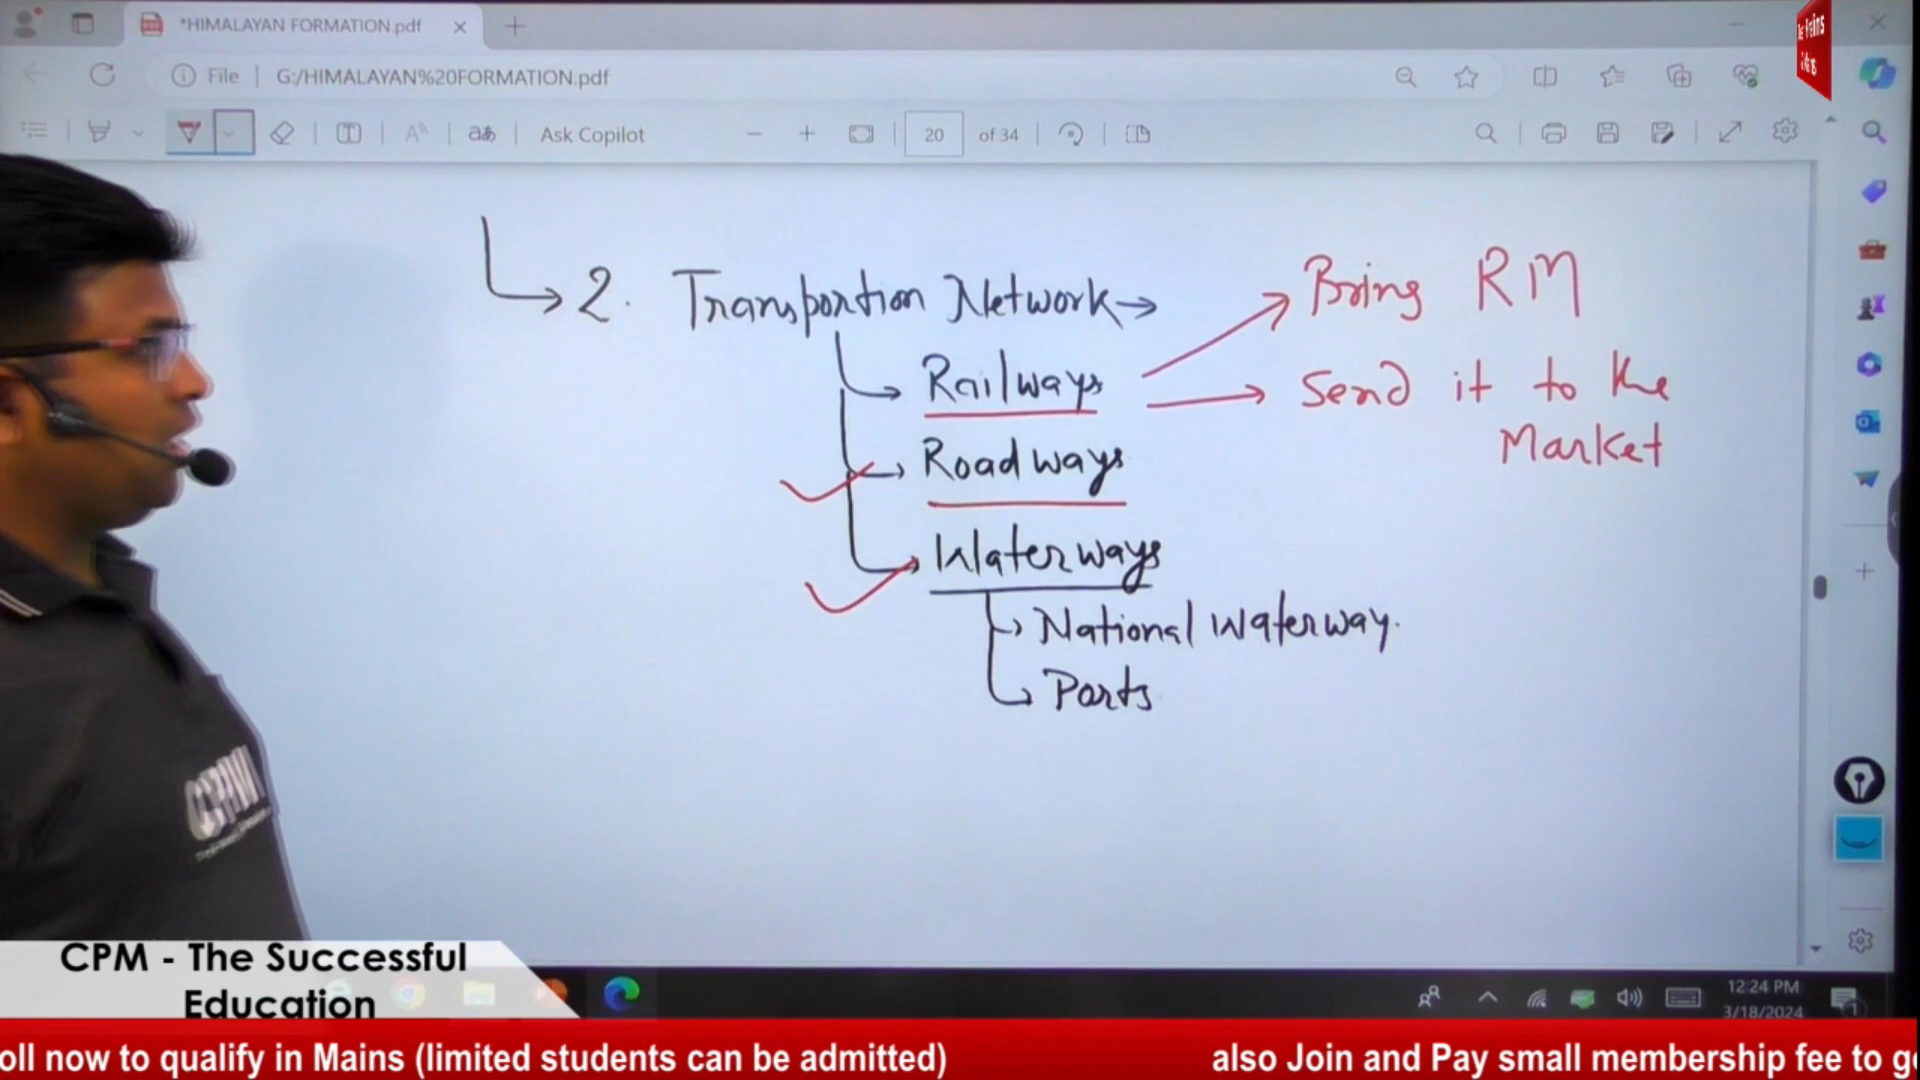 *HIMALAYAN FORMATION.pdf
File | G:/HIMALAYAN%20FORMATION.pdf
Ask Copilot
20 of 34
2. Transportion Network →
Bring RM
Railways
Send it to the
Market
Roadways
Waterways
National Waterway.
Ports
CPM
CPM - The Successful
Education
12:24 PM
3/18/2024
oll now to qualify in Mains (limited students can be admitted)
also Join and Pay small membership fee to g